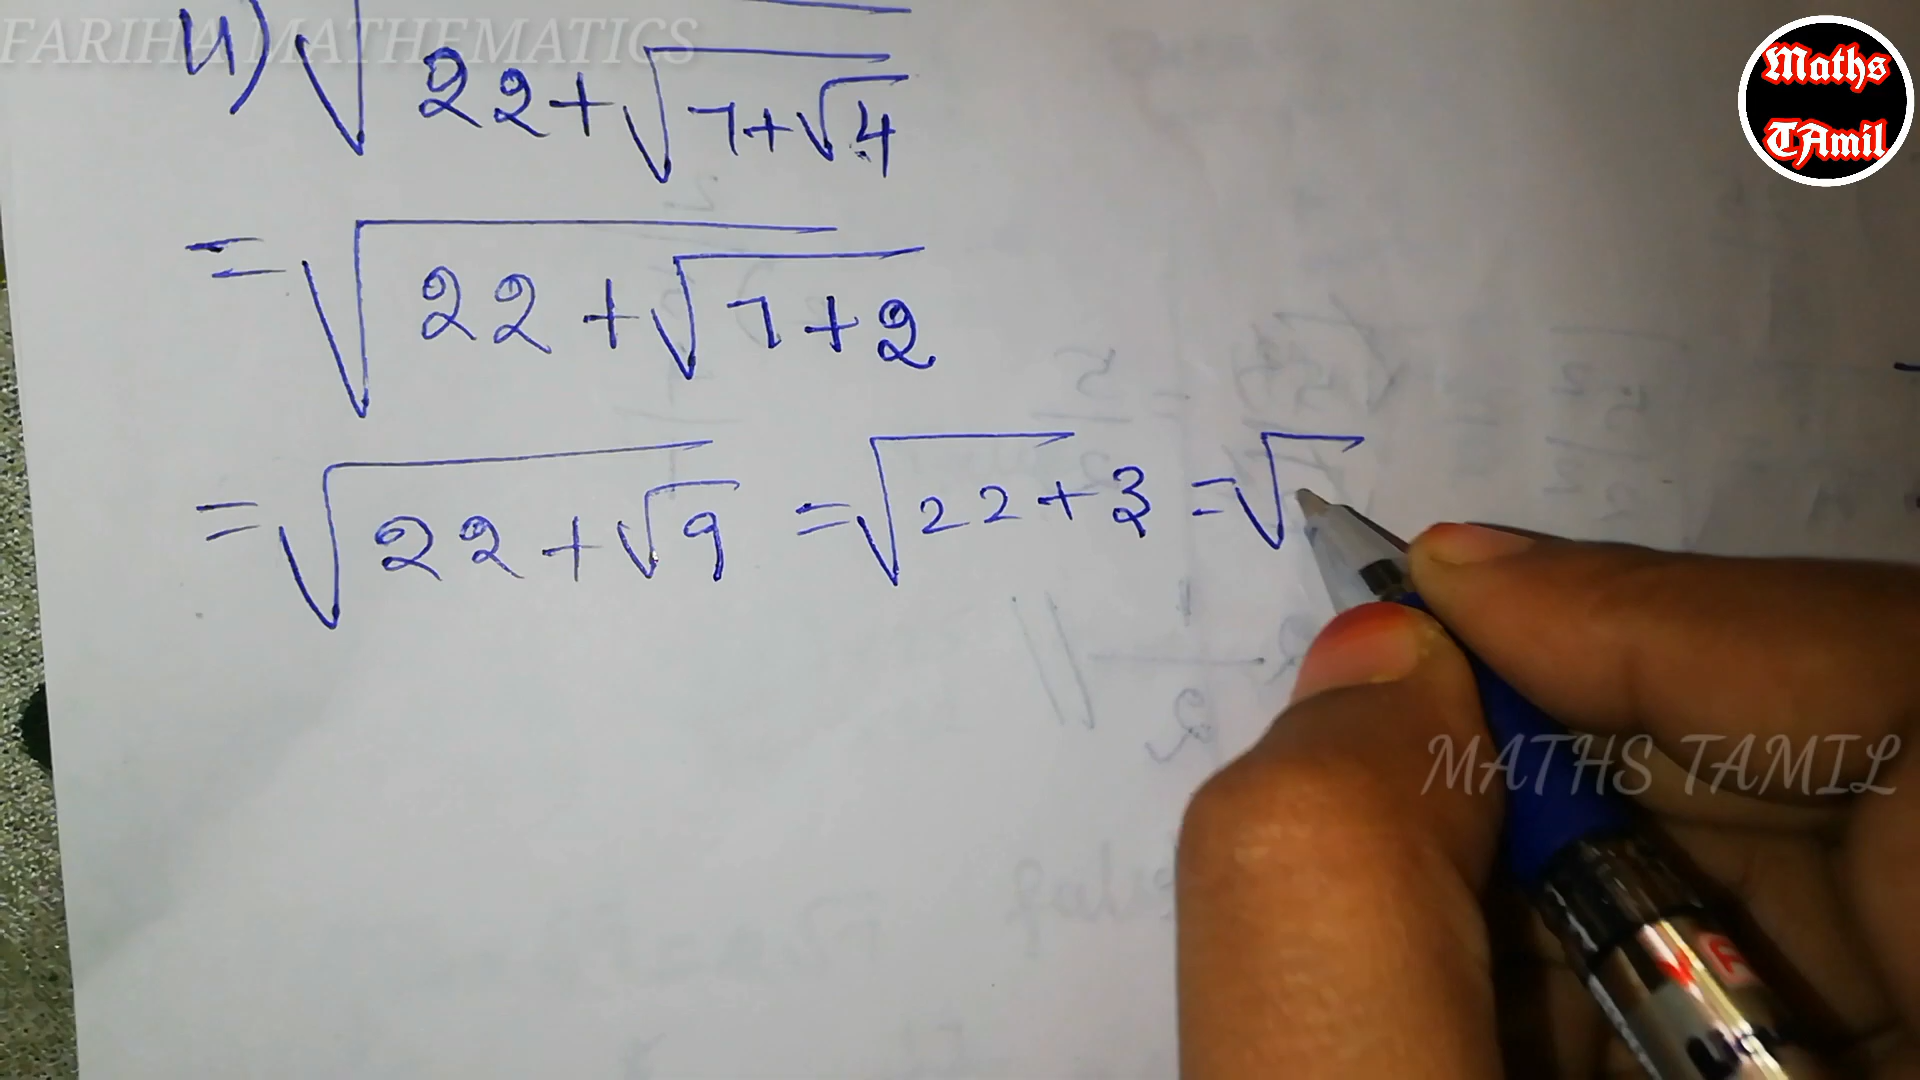 FARIHA MATHEMATICS
Maths
TAmil
4) √22+√7+√4
= √22+√7+2
= √22+√9 = √22+3 = √
MATHS TAMIL